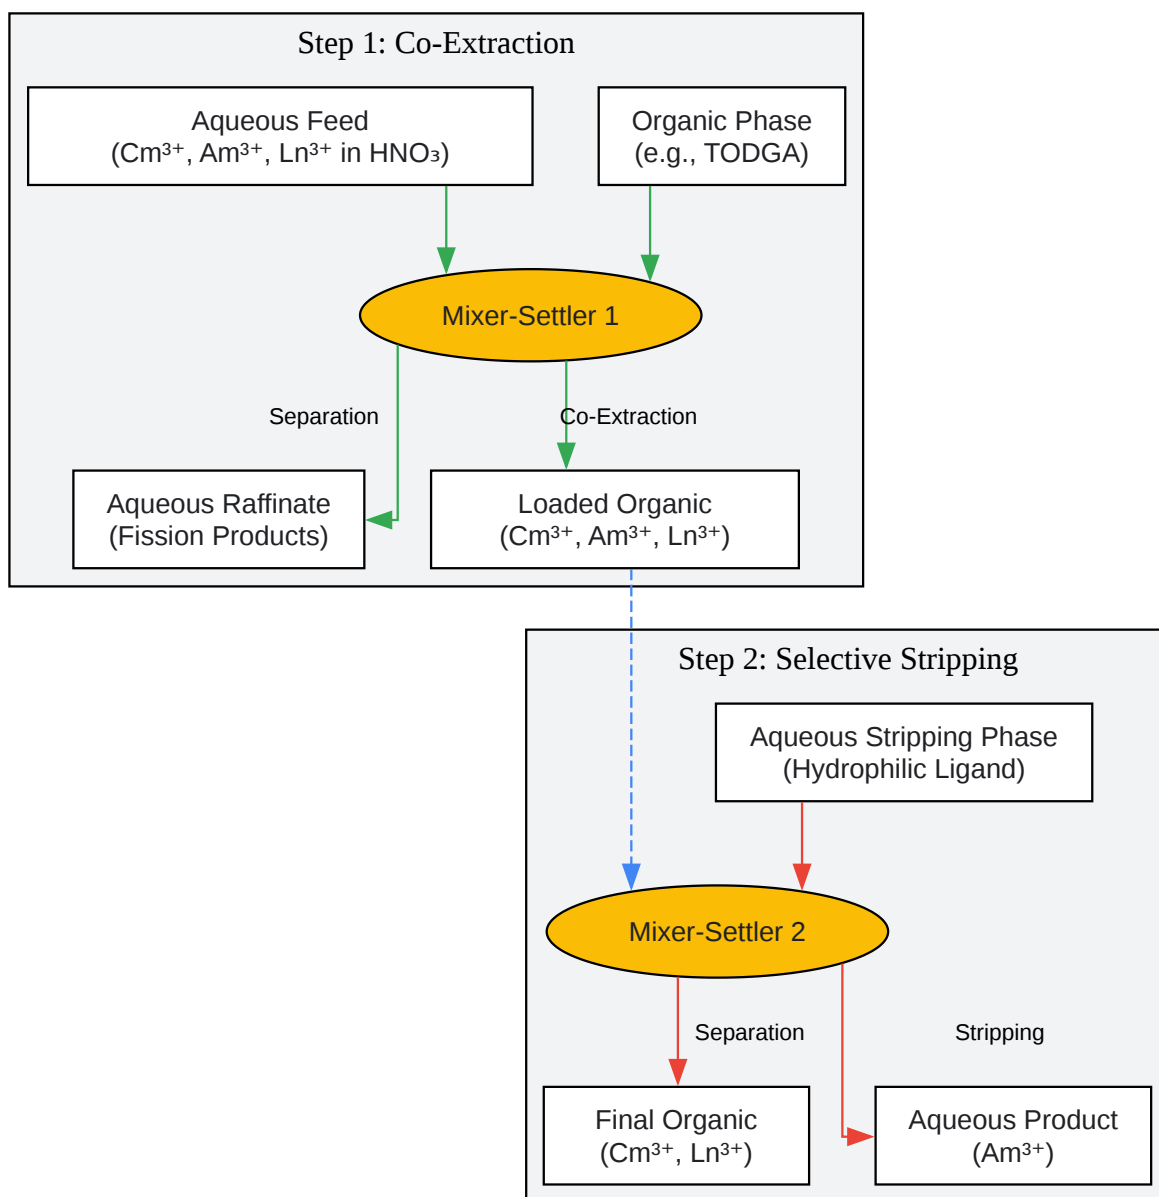 Step 1: Co-Extraction
Aqueous Feed
(Cm³⁺, Am³⁺, Ln³⁺ in HNO₃)
Organic Phase
(e.g., TODGA)
Mixer-Settler 1
Separation
Co-Extraction
Aqueous Raffinate
(Fission Products)
Loaded Organic
(Cm³⁺, Am³⁺, Ln³⁺)
Step 2: Selective Stripping
Aqueous Stripping Phase
(Hydrophilic Ligand)
Mixer-Settler 2
Separation
Stripping
Final Organic
(Cm³⁺, Ln³⁺)
Aqueous Product
(Am³⁺)